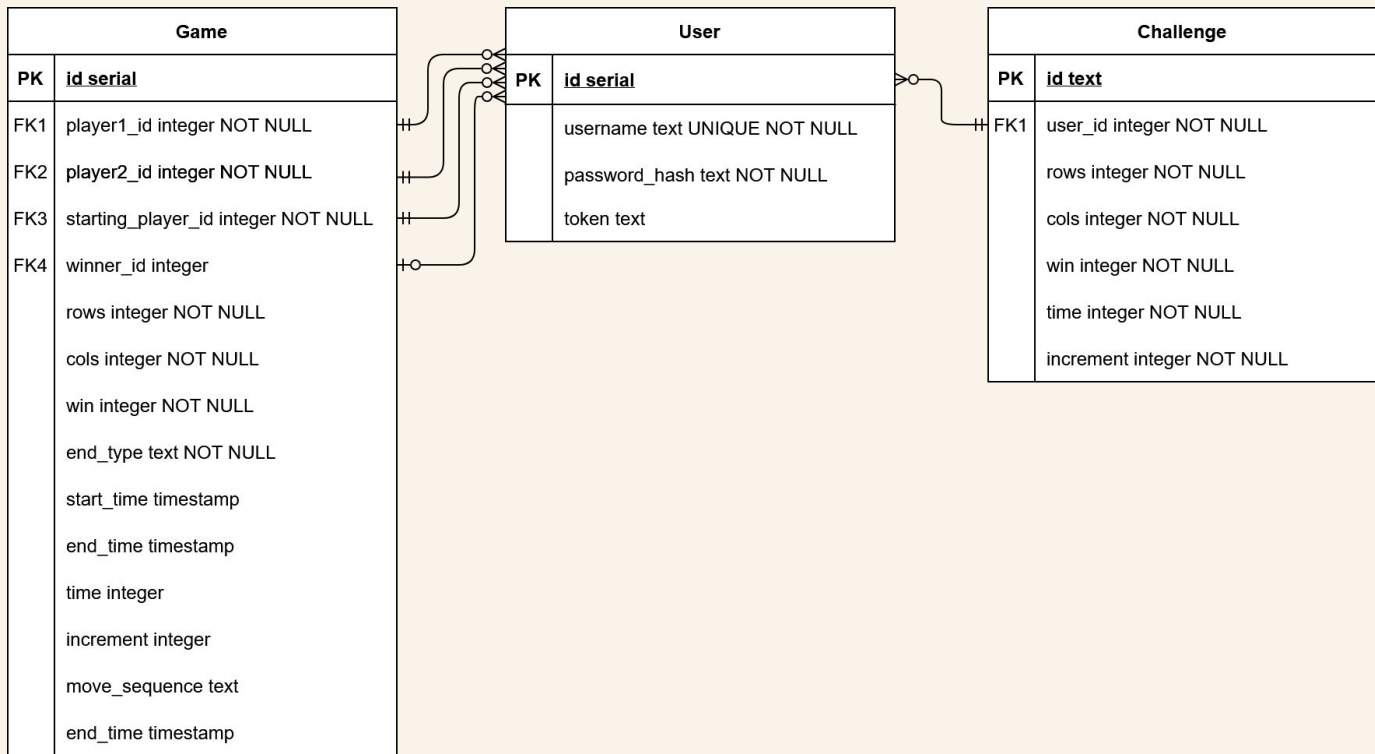 Game
PK id serial
FK1 player1_id integer NOT NULL
FK2 player2_id integer NOT NULL
FK3 starting_player_id integer NOT NULL
FK4 winner_id integer
rows integer NOT NULL
cols integer NOT NULL
win integer NOT NULL
end_type text NOT NULL
start_time timestamp
end_time timestamp
time integer
increment integer
move_sequence text
end_time timestamp
User
PK id serial
username text UNIQUE NOT NULL
password_hash text NOT NULL
token text
Challenge
PK id text
FK1 user_id integer NOT NULL
rows integer NOT NULL
cols integer NOT NULL
win integer NOT NULL
time integer NOT NULL
increment integer NOT NULL